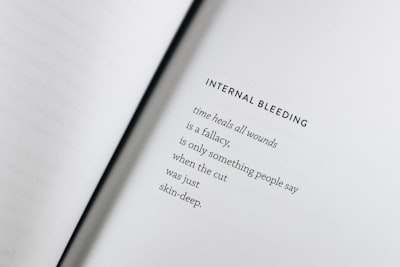 INTERNAL BLEEDING
time heals all wounds
is a fallacy,
is only something people say
when the cut
was just
skin-deep.